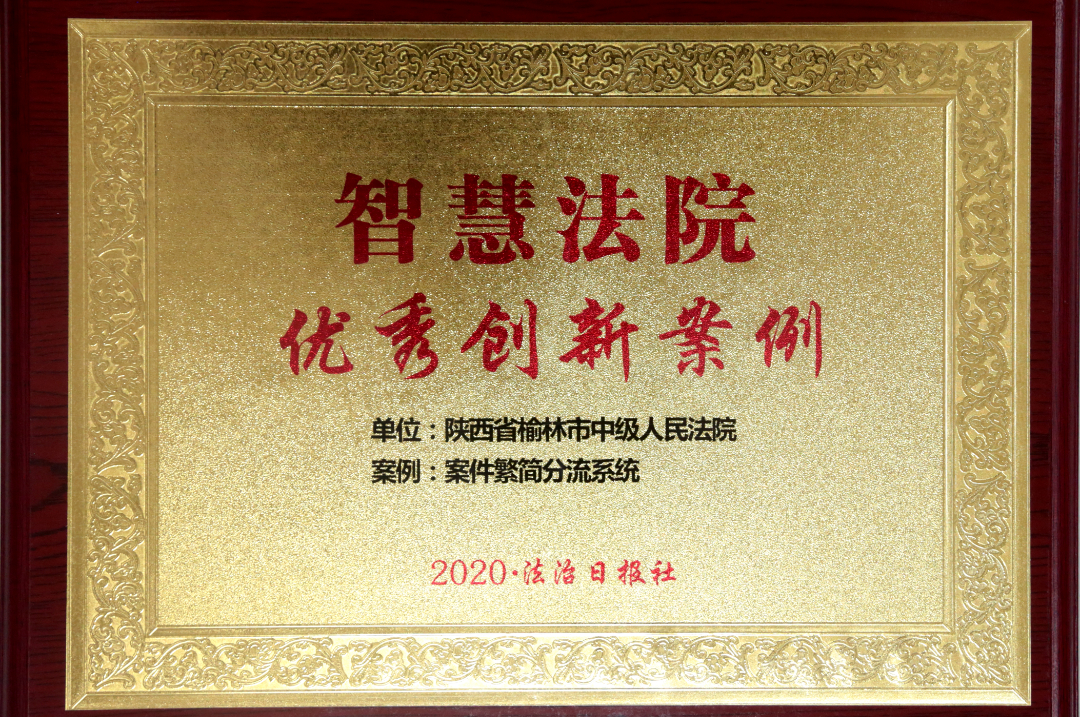 智慧法院
优秀创新案例
单位：陕西省榆林市中级人民法院
案例：案件繁简分流系统
2020·法治日报社